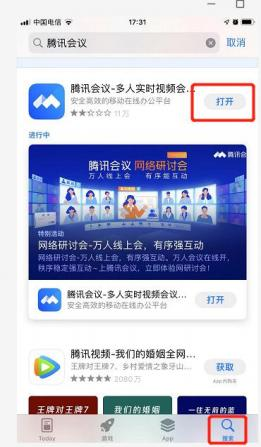 中国电信
17:31
腾讯会议
取消
腾讯会议-多人实时视频会...
安全高效的移动在线办公平台
11万
打开
进行中
腾讯会议
腾讯会议 网络研讨会
万人线上会 有序能互动
特别活动
网络研讨会-万人线上会，有序强互动
网络研讨会-万人线上会，有序强互动。万人会议在线开，
秩序稳定强互动~上腾讯会议，立即体验网研讨会！
腾讯会议-多人实时视频会议...
安全高效的移动在线办公平台
打开
腾讯视频-我们的婚姻全网...
王牌对王牌7、乡村爱情之象牙山...
2080万
获取
App内购买
王牌对王牌7
我们的婚姻
一往无前的蓝
Today
游戏
App
搜索